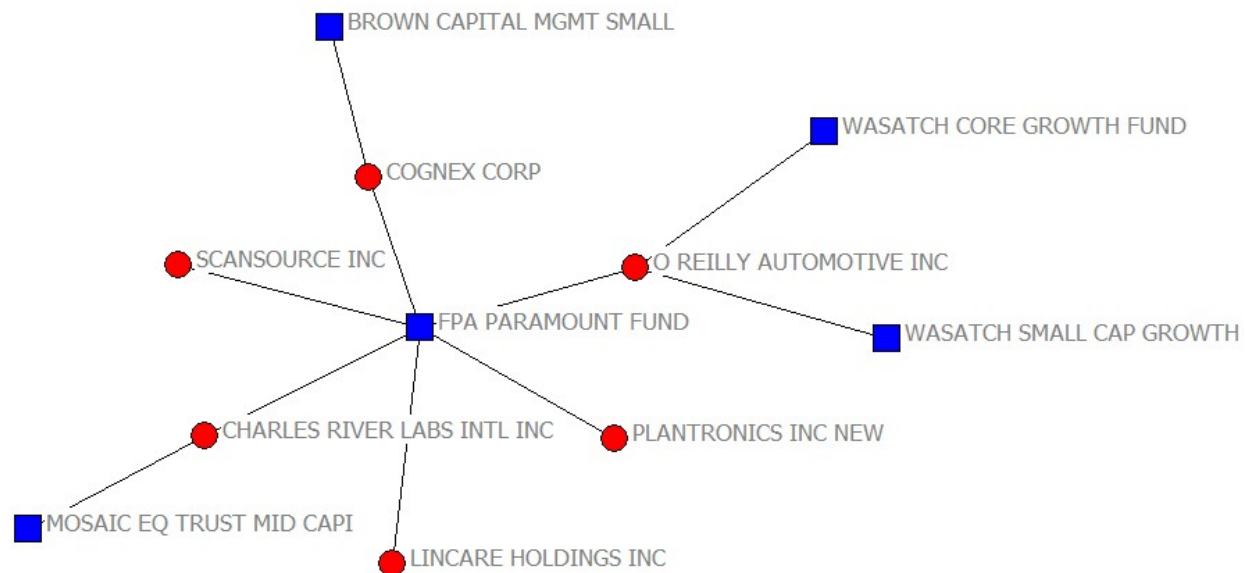 BROWN CAPITAL MGMT SMALL
WASATCH CORE GROWTH FUND
COGNEX CORP
SCANSOURCE INC
O REILLY AUTOMOTIVE INC
FPA PARAMOUNT FUND
WASATCH SMALL CAP GROWTH
CHARLES RIVER LABS INTL INC
PLANTRONICS INC NEW
MOSAIC EQ TRUST MID CAPI
LINCARE HOLDINGS INC